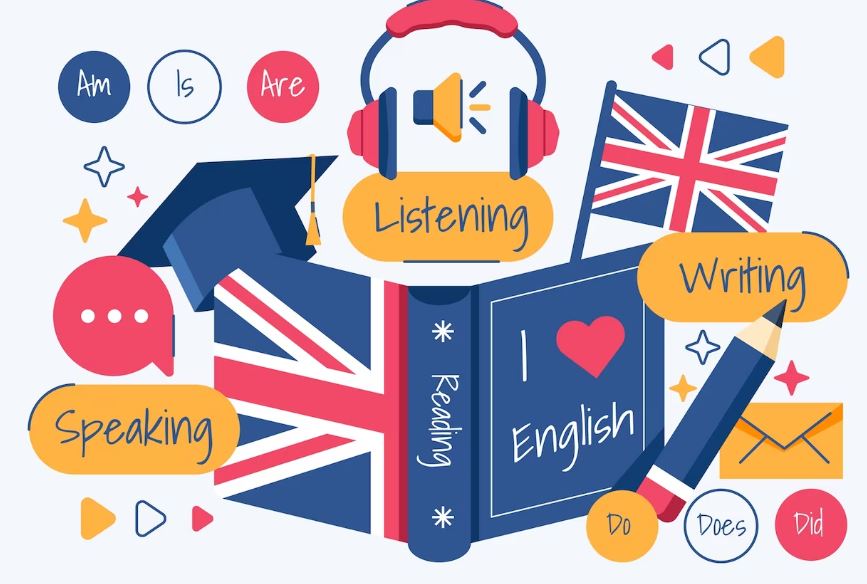 Am
Is
Are
Listening
Writing
I
English
Reading
Speaking
Do
Does
Did